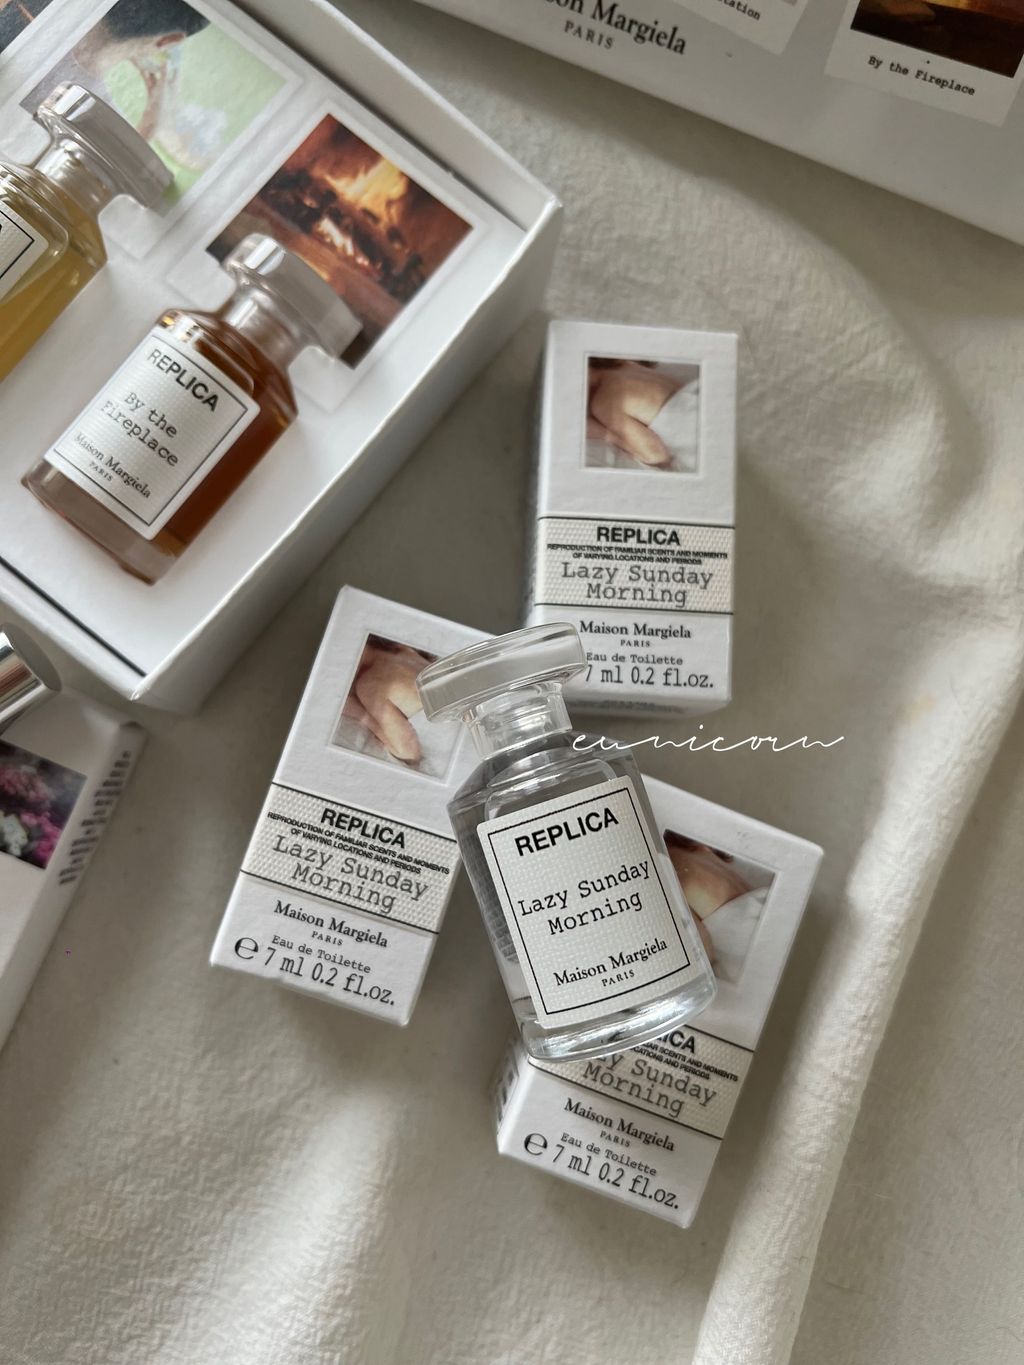 Maison Margiela
PARIS
By the Fireplace
REPLICA
By the
Fireplace
Maison Margiela
PARIS
REPLICA
REPRODUCTION OF FAMILIAR SCENTS AND MOMENTS
OF VARYING LOCATIONS AND PERIODS
Lazy Sunday
Morning
Maison Margiela
PARIS
Eau de Toilette
7 ml 0.2 fl.oz.
eunicorn
REPLICA
REPRODUCTION OF FAMILIAR SCENTS AND MOMENTS
OF VARYING LOCATIONS AND PERIODS
Lazy Sunday
Morning
Maison Margiela
PARIS
Eau de Toilette
℮ 7 ml 0.2 fl.oz.
REPLICA
Lazy Sunday
Morning
Maison Margiela
PARIS
Sunday
Morning
Maison Margiela
PARIS
Eau de Toilette
℮ 7 ml 0.2 fl.oz.